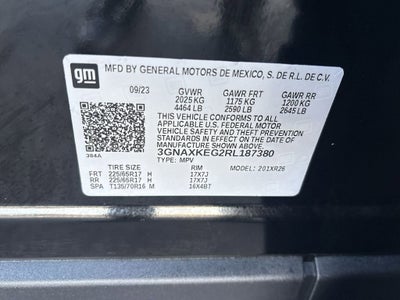 gm MFD BY GENERAL MOTORS DE MEXICO, S. DE R.L. DE C.V.
09/23 GVWR GAWR FRT GAWR RR
2025 KG 1175 KG 1200 KG
4464 LB 2590 LB 2645 LB
THIS VEHICLE CONFORMS TO ALL
APPLICABLE U.S. FEDERAL MOTOR
VEHICLE SAFETY, BUMPER, AND
THEFT PREVENTION STANDARDS
IN EFFECT ON THE DATE OF
MANUFACTURE SHOWN ABOVE.
3GNAXKEG2RL187380
384A TYPE: MPV
TIRE SIZE RIM MODEL: 201XR26
FRT 225/65R17 H 17X7J
RR 225/65R17 H 17X7J
SPA T135/70R16 M 16X4BT